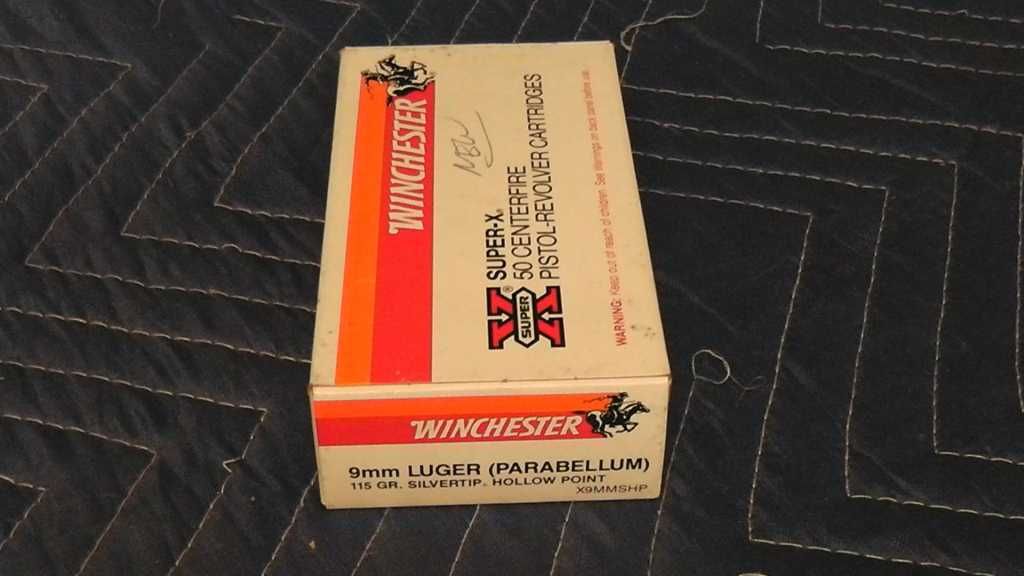 WINCHESTER
new
SUPER-X®
50 CENTERFIRE
PISTOL-REVOLVER CARTRIDGES
X SUPER X®
WARNING: Keep out of reach of children. See Warnings on back panel before use.
WINCHESTER
9mm LUGER (PARABELLUM)
115 GR. SILVERTIP® HOLLOW POINT
X9MMSHP